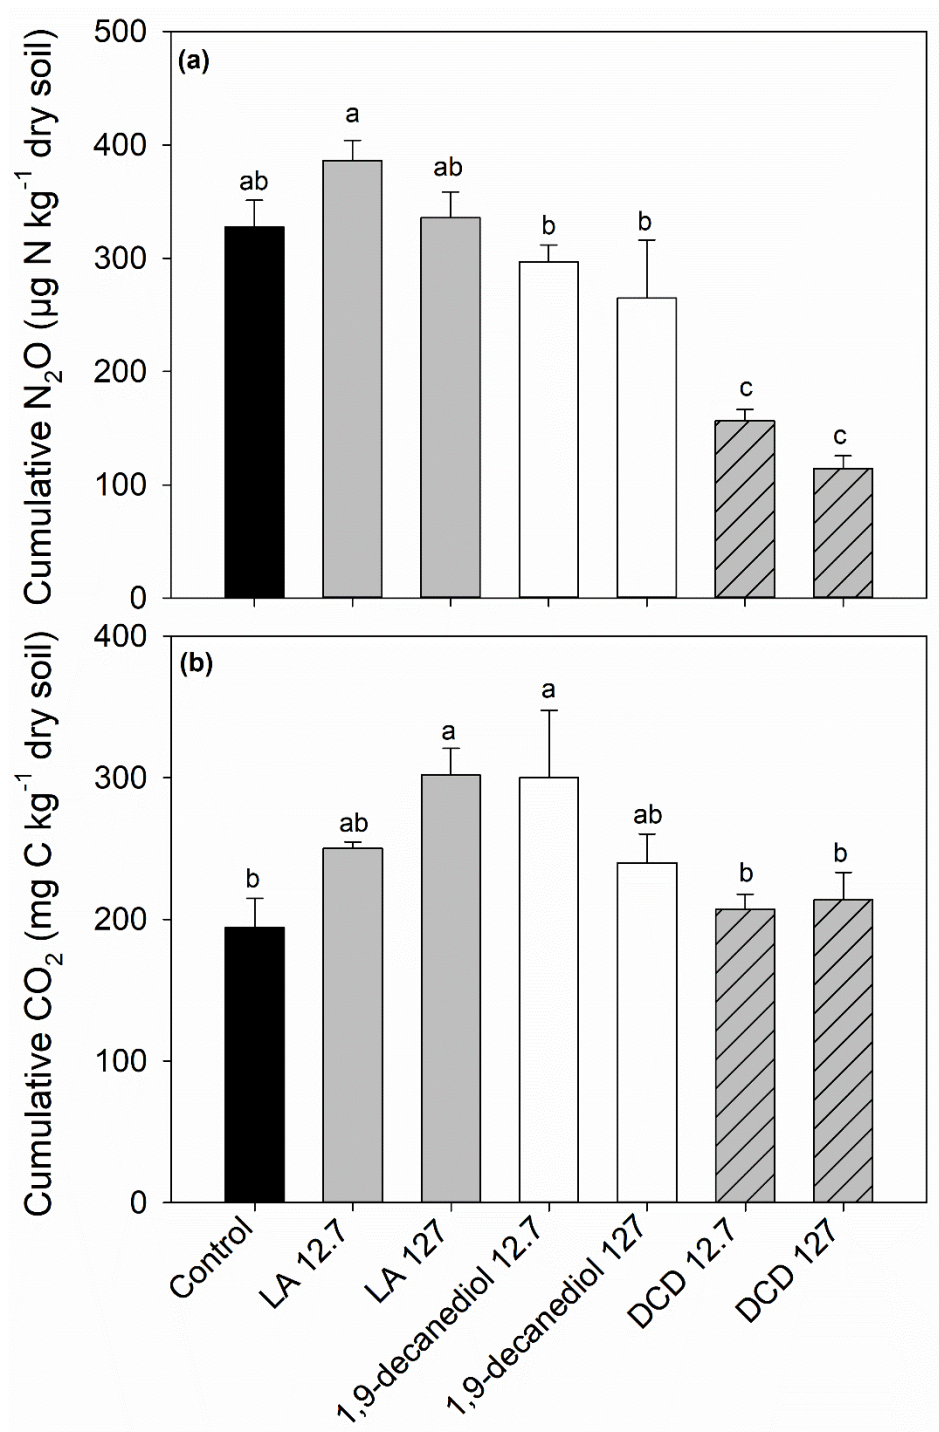 Cumulative N₂O (µg N kg⁻¹ dry soil)
500
400
300
200
100
0
(a)
ab
a
ab
b
b
c
c
Cumulative CO₂ (mg C kg⁻¹ dry soil)
400
300
200
100
0
(b)
b
ab
a
a
ab
b
b
Control
LA 12.7
LA 127
1,9-decanediol 12.7
1,9-decanediol 127
DCD 12.7
DCD 127